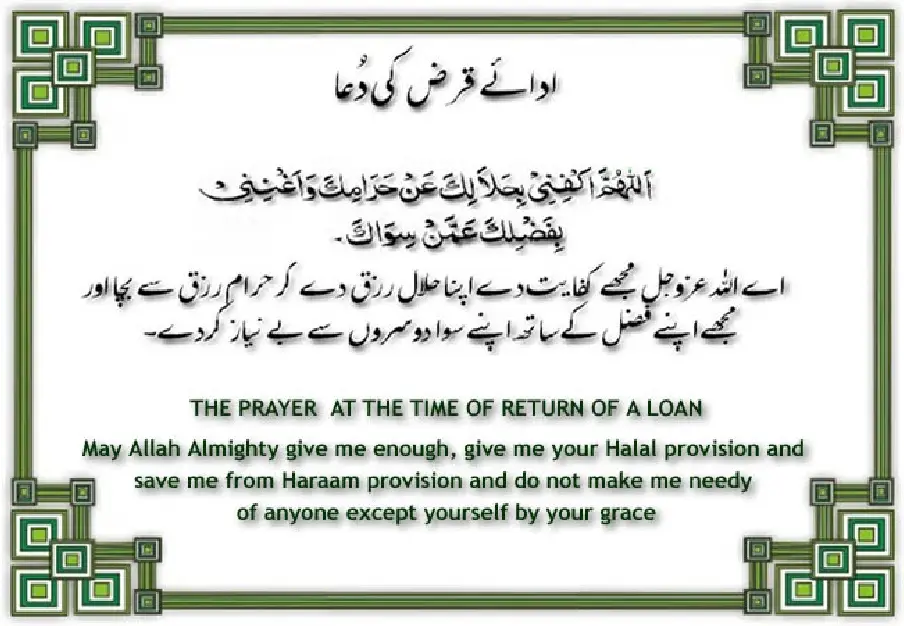 ادائے قرض کی دُعا
اَللّٰهُمَّ اكْفِنِيْ بِحَلَالِكَ عَنْ حَرَامِكَ وَاَغْنِنِيْ
بِفَضْلِكَ عَمَّنْ سِوَاكَ۔
اے اللہ عزوجل مجھے کفایت دے اپنا حلال رزق دے کر حرام رزق سے بچا اور
مجھے اپنے فضل کے ساتھ اپنے سوا دوسروں سے بے نیاز کر دے۔
THE PRAYER AT THE TIME OF RETURN OF A LOAN
May Allah Almighty give me enough, give me your Halal provision and
save me from Haraam provision and do not make me needy
of anyone except yourself by your grace